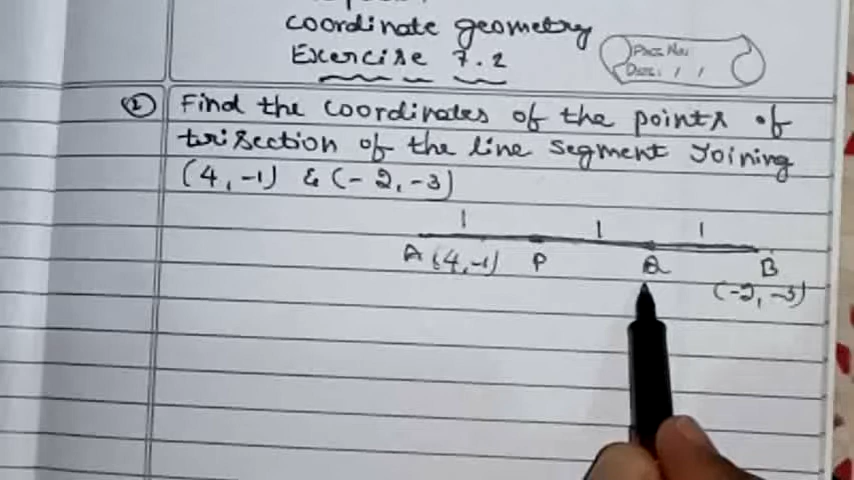 coordinate geometry
Exercise 7.2
PAGE NO:
DATE: / /
② Find the coordinates of the points of
trisection of the line segment joining
(4, -1) & (-2, -3)
1 1 1
A (4, -1) P Q B
(-2, -3)